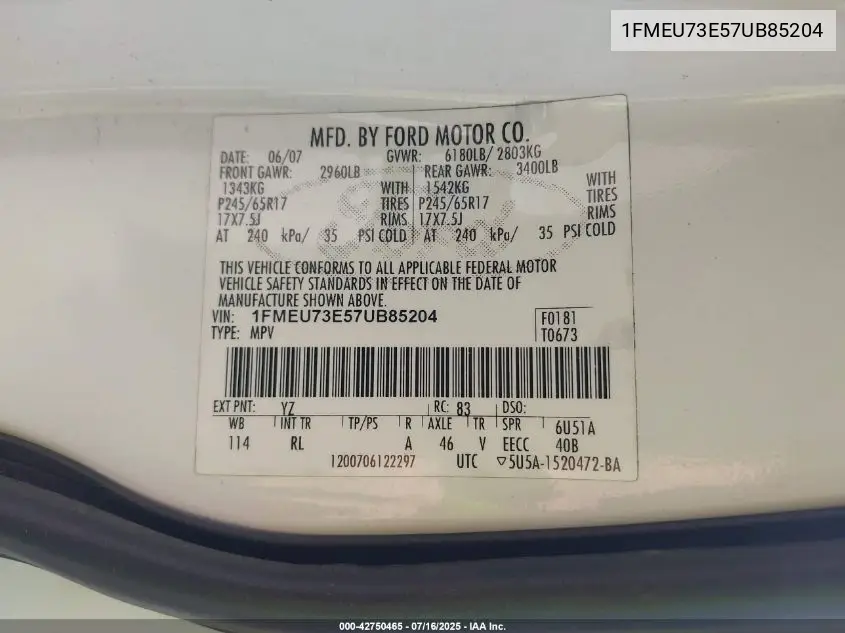 1FMEU73E57UB85204
MFD. BY FORD MOTOR CO.
DATE: 06/07 GVWR: 6180LB/ 2803KG
FRONT GAWR: 2960LB REAR GAWR: 3400LB
1343KG WITH 1542KG WITH
P245/65R17 TIRES P245/65R17 TIRES
17X7.5J RIMS 17X7.5J RIMS
AT 240 kPa/ 35 PSI COLD AT 240 kPa/ 35 PSI COLD
THIS VEHICLE CONFORMS TO ALL APPLICABLE FEDERAL MOTOR
VEHICLE SAFETY STANDARDS IN EFFECT ON THE DATE OF
MANUFACTURE SHOWN ABOVE.
VIN: 1FMEU73E57UB85204 F0181
TYPE: MPV T0673
EXT PNT: YZ RC: 83 DSO:
WB INT TR TP/PS R AXLE TR SPR 6U51A
114 RL A 46 V EECC 40B
1200706122297 UTC ▽5U5A-1520472-BA
000-42750465 - 07/16/2025 - IAA Inc.